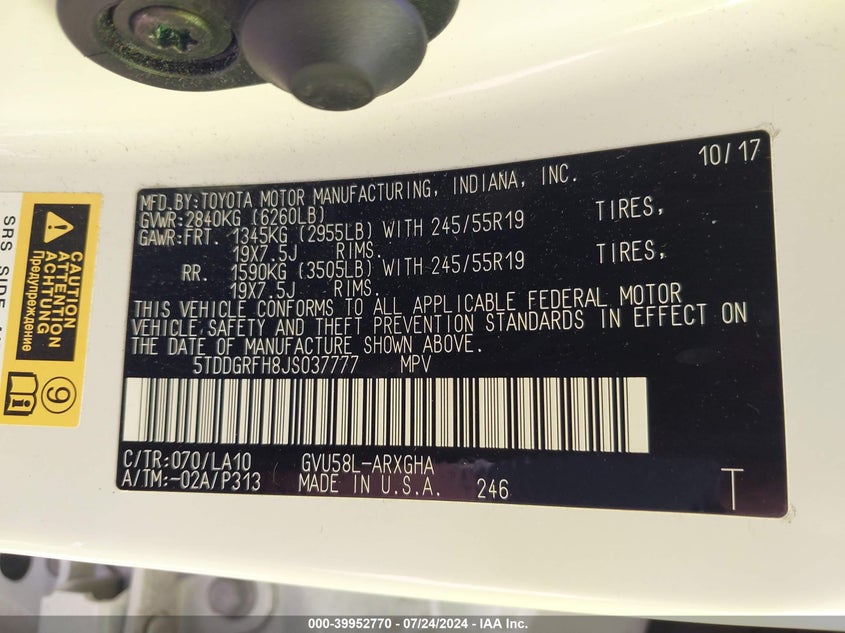 10/17
MFD.BY:TOYOTA MOTOR MANUFACTURING, INDIANA, INC.
GVWR:2840KG (6260LB)
GAWR:FRT. 1345KG (2955LB) WITH 245/55R19 TIRES,
19X7.5J RIMS.
RR. 1590KG (3505LB) WITH 245/55R19 TIRES,
19X7.5J RIMS.
THIS VEHICLE CONFORMS TO ALL APPLICABLE FEDERAL MOTOR
VEHICLE SAFETY AND THEFT PREVENTION STANDARDS IN EFFECT ON
THE DATE OF MANUFACTURE SHOWN ABOVE.
5TDDGRFH8JS037777 MPV
C/TR:070/LA10 GVU58L-ARXGHA
A/TM:-02A/P313 MADE IN U.S.A. 246 T
CAUTION
ATTENTION
ACHTUNG
Предупреждение
9
SRS SIDE
000-39952770 - 07/24/2024 - IAA Inc.